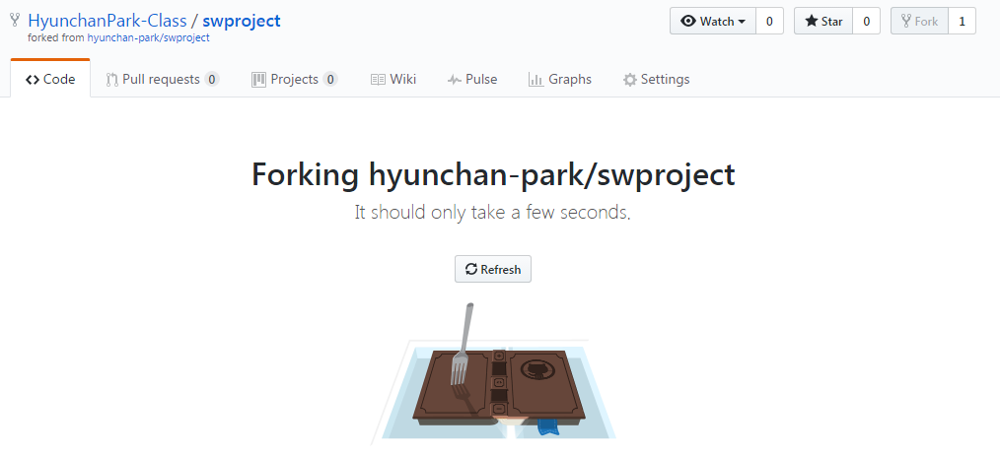 HyunchanPark-Class / swproject
forked from hyunchan-park/swproject
Watch 0 Star 0 Fork 1
Code Pull requests 0 Projects 0 Wiki Pulse Graphs Settings
Forking hyunchan-park/swproject
It should only take a few seconds.
Refresh